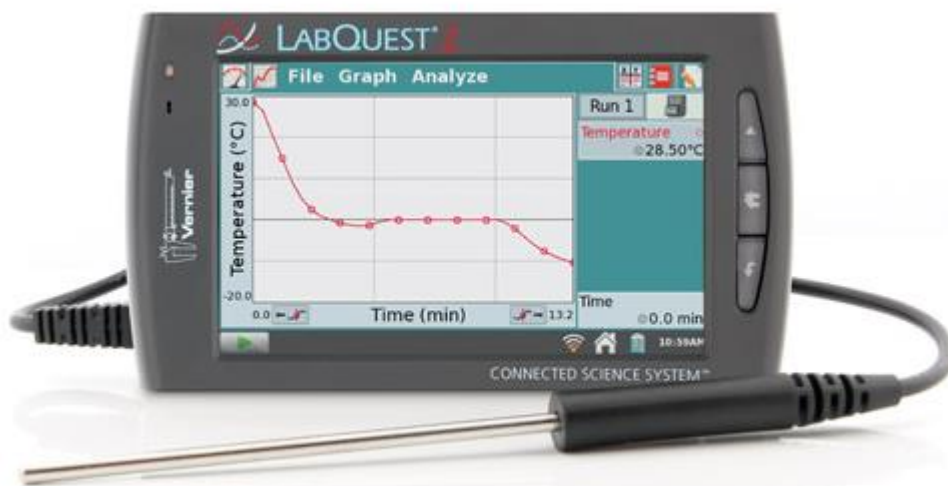 LABQUEST® 2
File Graph Analyze
30.0
Temperature (°C)
-20.0
0.0
Time (min)
13.2
Run 1
Temperature
28.50°C
Time
0.0 min
10:59AM
Vernier
CONNECTED SCIENCE SYSTEM™